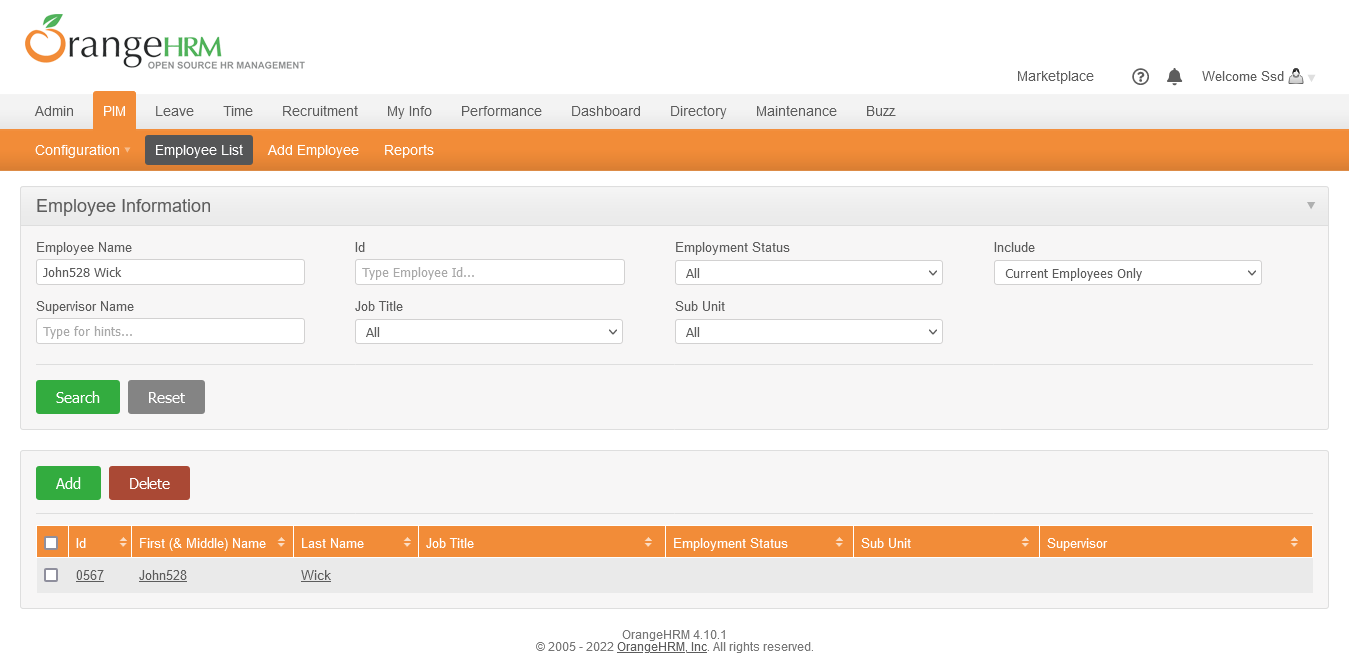 OrangeHRM
OPEN SOURCE HR MANAGEMENT
Marketplace Welcome Ssd
Admin PIM Leave Time Recruitment My Info Performance Dashboard Directory Maintenance Buzz
Configuration Employee List Add Employee Reports
Employee Information
Employee Name Id Employment Status Include
John528 Wick Type Employee Id... All Current Employees Only
Supervisor Name Job Title Sub Unit
Type for hints... All All
Search Reset
Add Delete
Id First (& Middle) Name Last Name Job Title Employment Status Sub Unit Supervisor
0567 John528 Wick
OrangeHRM 4.10.1
© 2005 - 2022 OrangeHRM, Inc. All rights reserved.